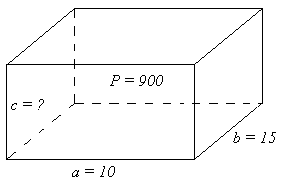 P = 900
c = ?
b = 15
a = 10